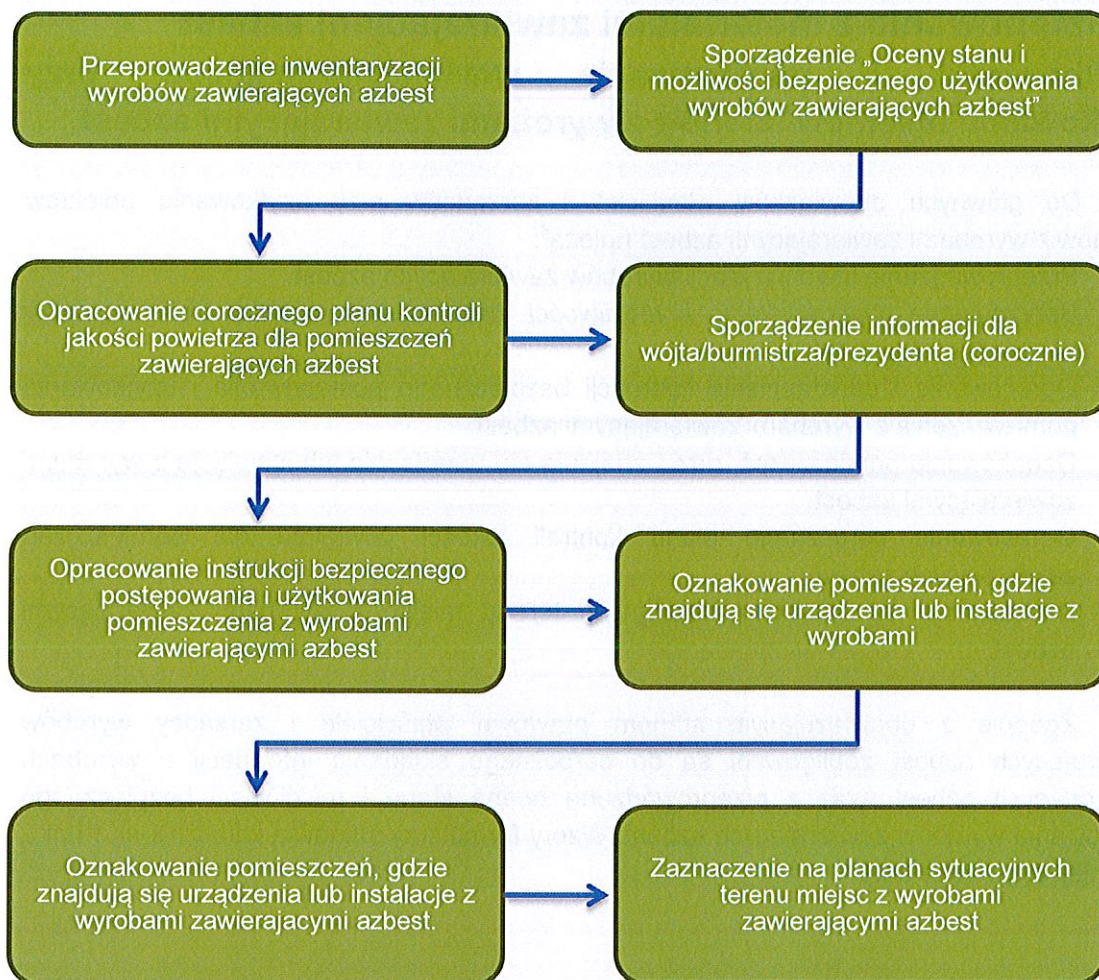 Przeprowadzenie inwentaryzacji
wyrobów zawierających azbest
Sporządzenie „Oceny stanu i
możliwości bezpiecznego użytkowania
wyrobów zawierających azbest”
Opracowanie corocznego planu kontroli
jakości powietrza dla pomieszczeń
zawierających azbest
Sporządzenie informacji dla
wójta/burmistrza/prezydenta (corocznie)
Opracowanie instrukcji bezpiecznego
postępowania i użytkowania
pomieszczenia z wyrobami
zawierającymi azbest
Oznakowanie pomieszczeń, gdzie
znajdują się urządzenia lub instalacje z
wyrobami
Oznakowanie pomieszczeń, gdzie
znajdują się urządzenia lub instalacje z
wyrobami zawierajacymi azbest.
Zaznaczenie na planach sytuacyjnych
terenu miejsc z wyrobami
zawierającymi azbest